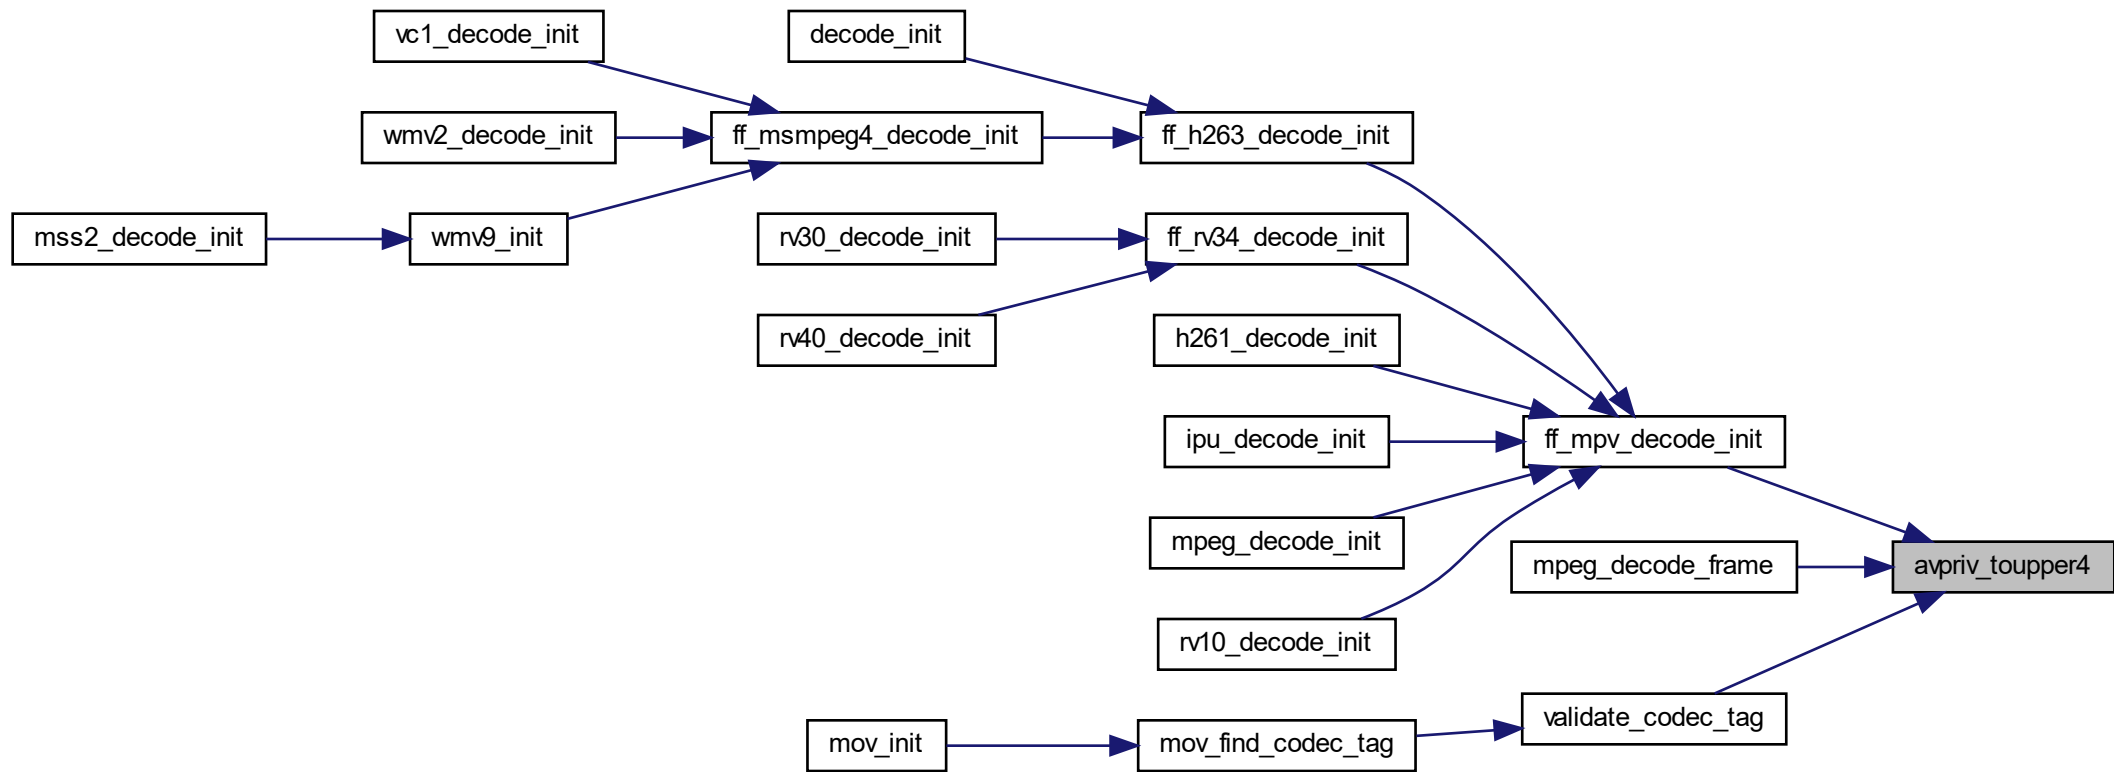 vc1_decode_init
decode_init
wmv2_decode_init
ff_msmpeg4_decode_init
ff_h263_decode_init
mss2_decode_init
wmv9_init
rv30_decode_init
ff_rv34_decode_init
rv40_decode_init
h261_decode_init
ipu_decode_init
ff_mpv_decode_init
mpeg_decode_init
mpeg_decode_frame
avpriv_toupper4
rv10_decode_init
validate_codec_tag
mov_init
mov_find_codec_tag